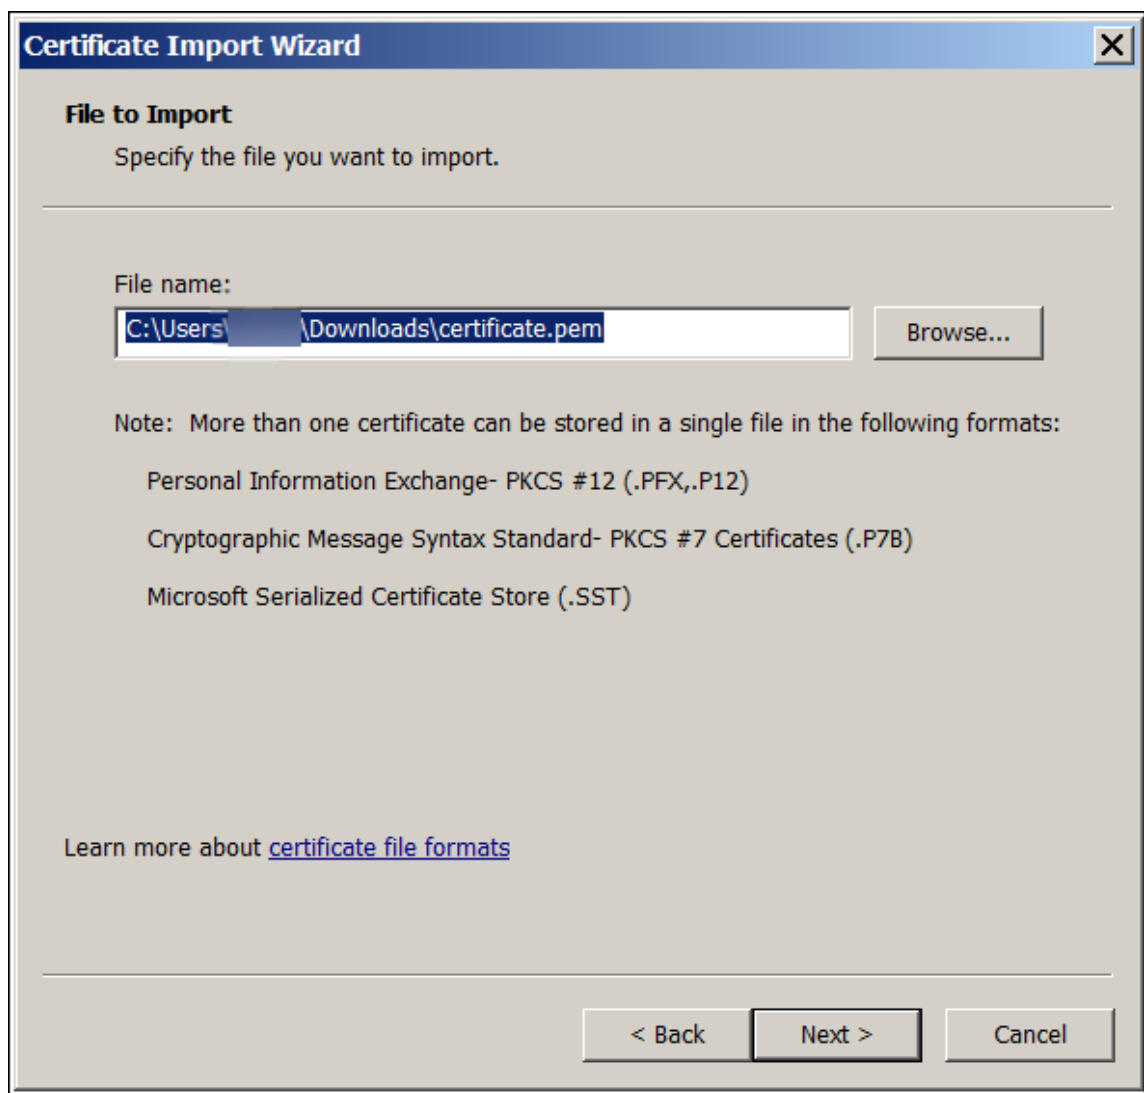 Certificate Import Wizard
File to Import
Specify the file you want to import.
File name:
C:\Users\ \Downloads\certificate.pem
Browse...
Note:  More than one certificate can be stored in a single file in the following formats:
Personal Information Exchange- PKCS #12 (.PFX,.P12)
Cryptographic Message Syntax Standard- PKCS #7 Certificates (.P7B)
Microsoft Serialized Certificate Store (.SST)
Learn more about certificate file formats
< Back
Next >
Cancel